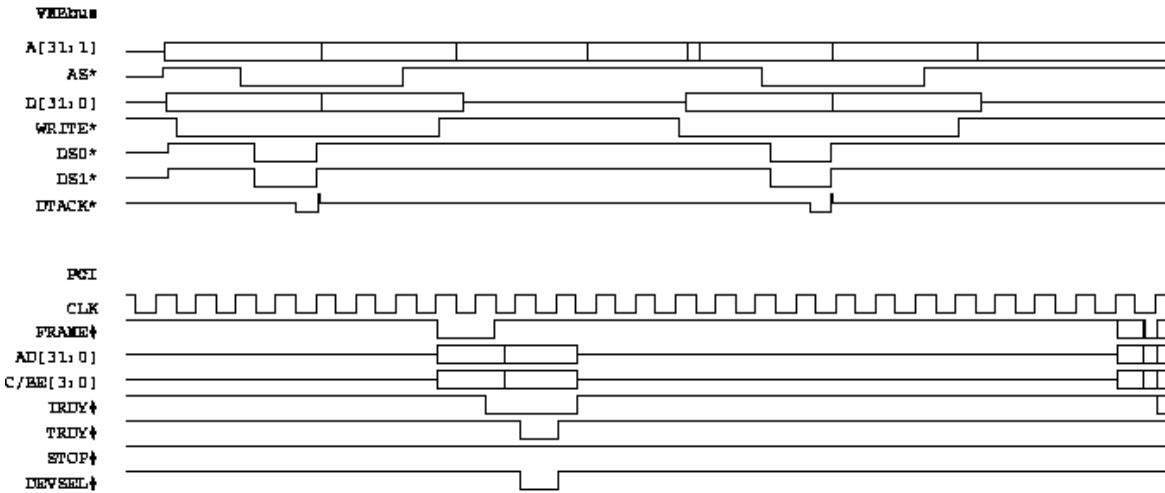 VMEbus
A[31:1]
AS*
D[31:0]
WRITE*
DS0*
DS1*
DTACK*
PCI
CLK
FRAME#
AD[31:0]
C/BE[3:0]
IRDY#
TRDY#
STOP#
DEVSEL#